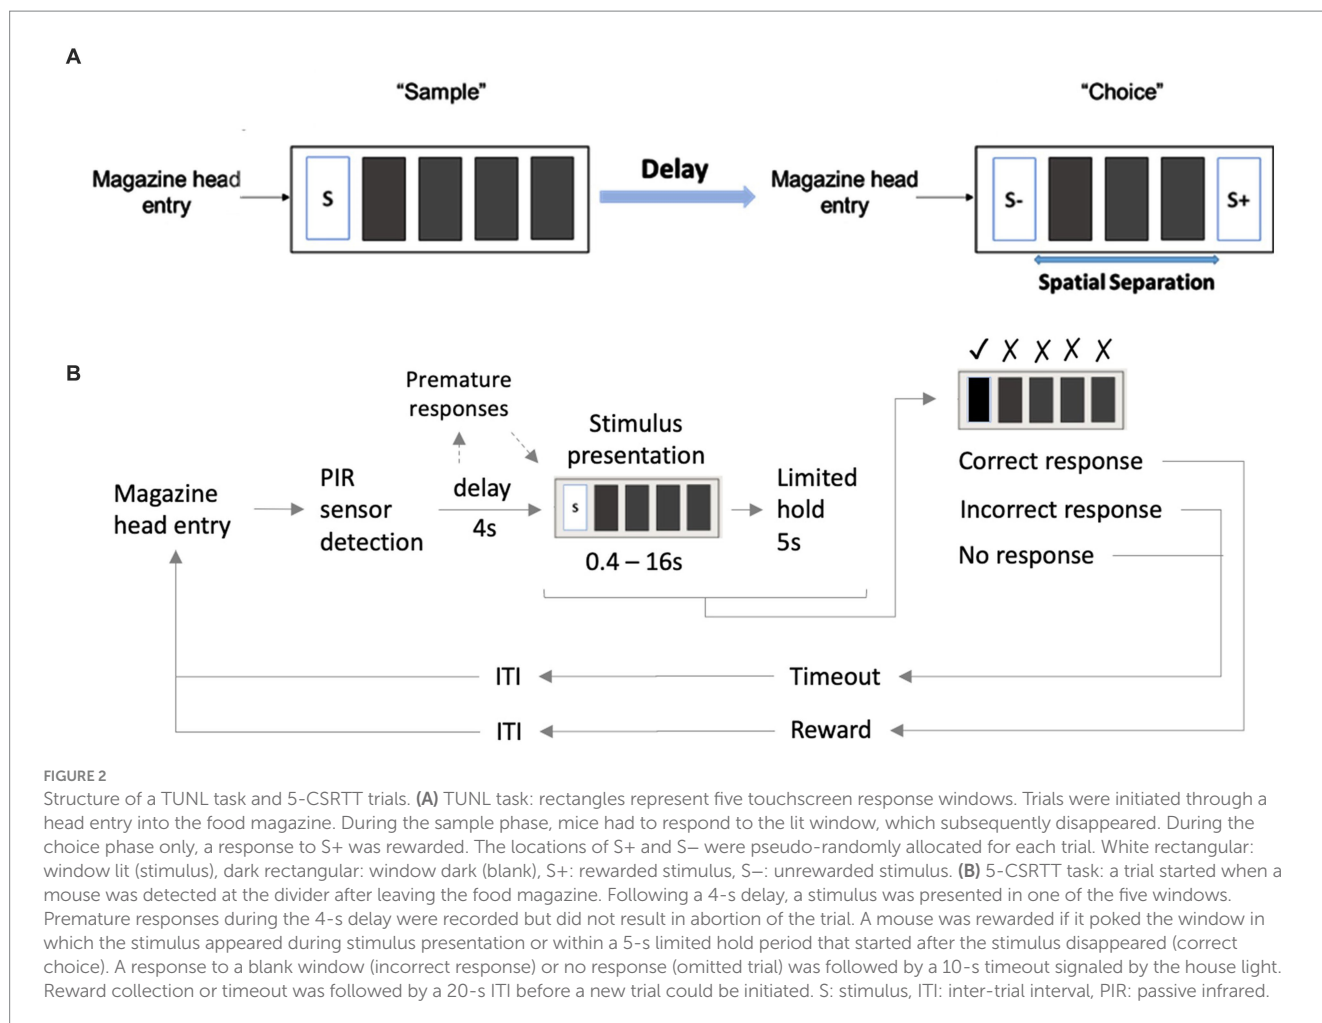 A
“Sample”
“Choice”
Magazine head
entry
S
Delay
Magazine head
entry
S-
S+
Spatial Separation
B
Premature
responses
Stimulus
presentation
Magazine
head entry
PIR
sensor
detection
delay
4s
s
0.4 – 16s
Limited
hold
5s
✓ X X X X
Correct response
Incorrect response
No response
ITI
Timeout
ITI
Reward
FIGURE 2
Structure of a TUNL task and 5-CSRTT trials. (A) TUNL task: rectangles represent five touchscreen response windows. Trials were initiated through a
head entry into the food magazine. During the sample phase, mice had to respond to the lit window, which subsequently disappeared. During the
choice phase only, a response to S+ was rewarded. The locations of S+ and S– were pseudo-randomly allocated for each trial. White rectangular:
window lit (stimulus), dark rectangular: window dark (blank), S+: rewarded stimulus, S–: unrewarded stimulus. (B) 5-CSRTT task: a trial started when a
mouse was detected at the divider after leaving the food magazine. Following a 4-s delay, a stimulus was presented in one of the five windows.
Premature responses during the 4-s delay were recorded but did not result in abortion of the trial. A mouse was rewarded if it poked the window in
which the stimulus appeared during stimulus presentation or within a 5-s limited hold period that started after the stimulus disappeared (correct
choice). A response to a blank window (incorrect response) or no response (omitted trial) was followed by a 10-s timeout signaled by the house light.
Reward collection or timeout was followed by a 20-s ITI before a new trial could be initiated. S: stimulus, ITI: inter-trial interval, PIR: passive infrared.